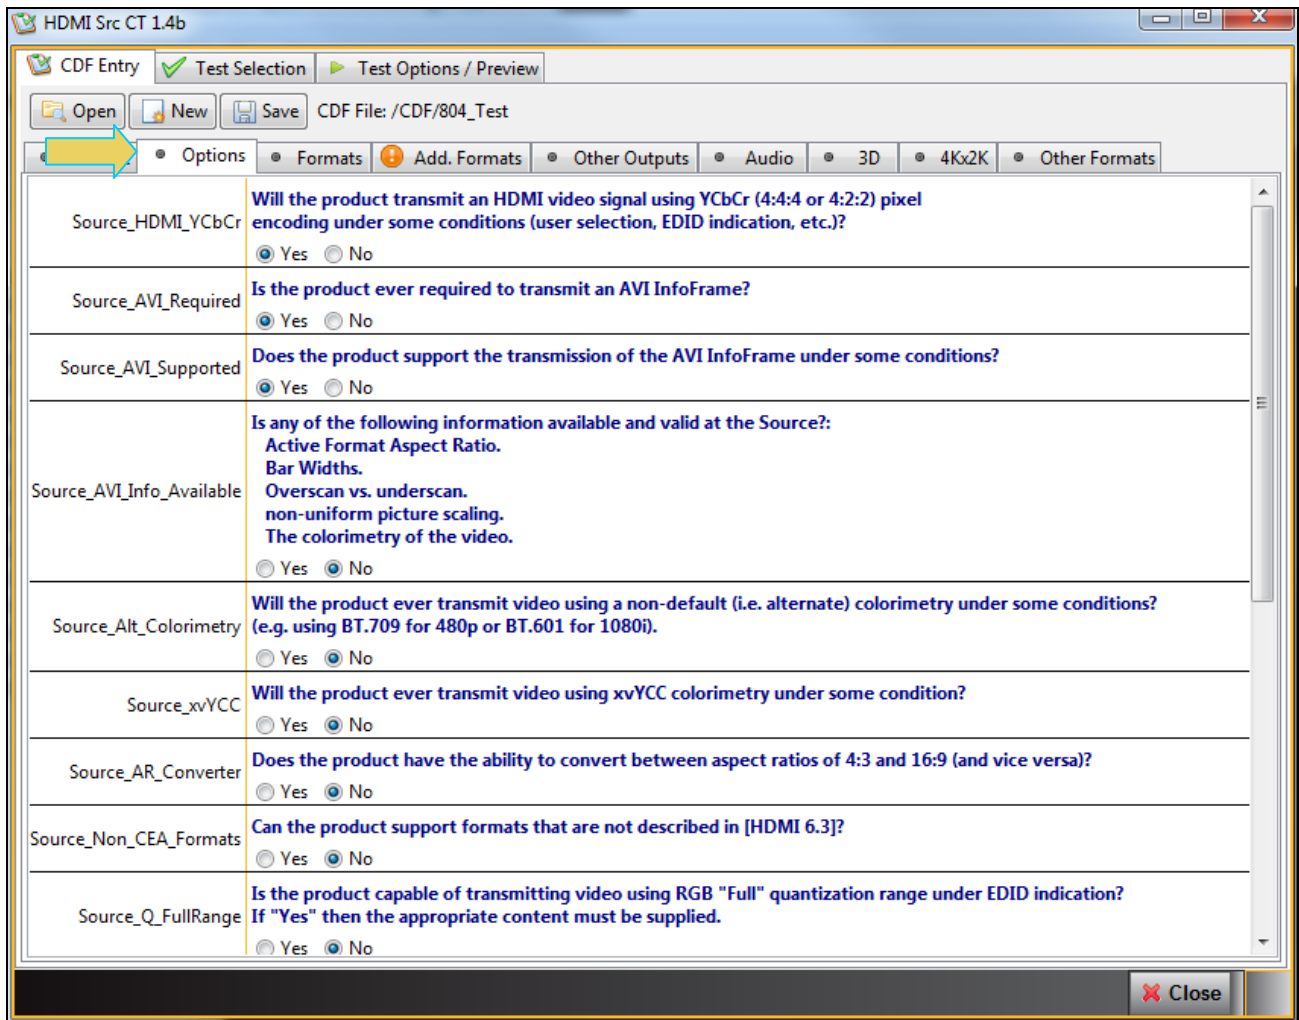 HDMI Src CT 1.4b
CDF Entry Test Selection Test Options / Preview
Open New Save CDF File: /CDF/804_Test
Options Formats Add. Formats Other Outputs Audio 3D 4Kx2K Other Formats
Source_HDMI_YCbCr
Will the product transmit an HDMI video signal using YCbCr (4:4:4 or 4:2:2) pixel
encoding under some conditions (user selection, EDID indication, etc.)?
Yes No
Source_AVI_Required
Is the product ever required to transmit an AVI InfoFrame?
Yes No
Source_AVI_Supported
Does the product support the transmission of the AVI InfoFrame under some conditions?
Yes No
Source_AVI_Info_Available
Is any of the following information available and valid at the Source?:
Active Format Aspect Ratio.
Bar Widths.
Overscan vs. underscan.
non-uniform picture scaling.
The colorimetry of the video.
Yes No
Source_Alt_Colorimetry
Will the product ever transmit video using a non-default (i.e. alternate) colorimetry under some conditions?
(e.g. using BT.709 for 480p or BT.601 for 1080i).
Yes No
Source_xvYCC
Will the product ever transmit video using xvYCC colorimetry under some condition?
Yes No
Source_AR_Converter
Does the product have the ability to convert between aspect ratios of 4:3 and 16:9 (and vice versa)?
Yes No
Source_Non_CEA_Formats
Can the product support formats that are not described in [HDMI 6.3]?
Yes No
Source_Q_FullRange
Is the product capable of transmitting video using RGB "Full" quantization range under EDID indication?
If "Yes" then the appropriate content must be supplied.
Yes No
Close